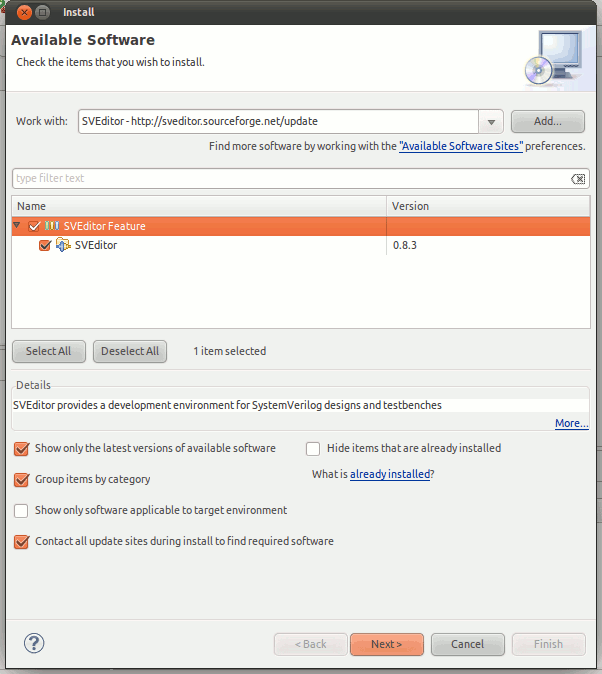 Install
Available Software
Check the items that you wish to install.
Work with: SVEditor - http://sveditor.sourceforge.net/update Add...
Find more software by working with the "Available Software Sites" preferences.
type filter text
Name Version
SVEditor Feature
SVEditor 0.8.3
Select All Deselect All 1 item selected
Details
SVEditor provides a development environment for SystemVerilog designs and testbenches
More...
Show only the latest versions of available software Hide items that are already installed
Group items by category What is already installed?
Show only software applicable to target environment
Contact all update sites during install to find required software
? < Back Next > Cancel Finish